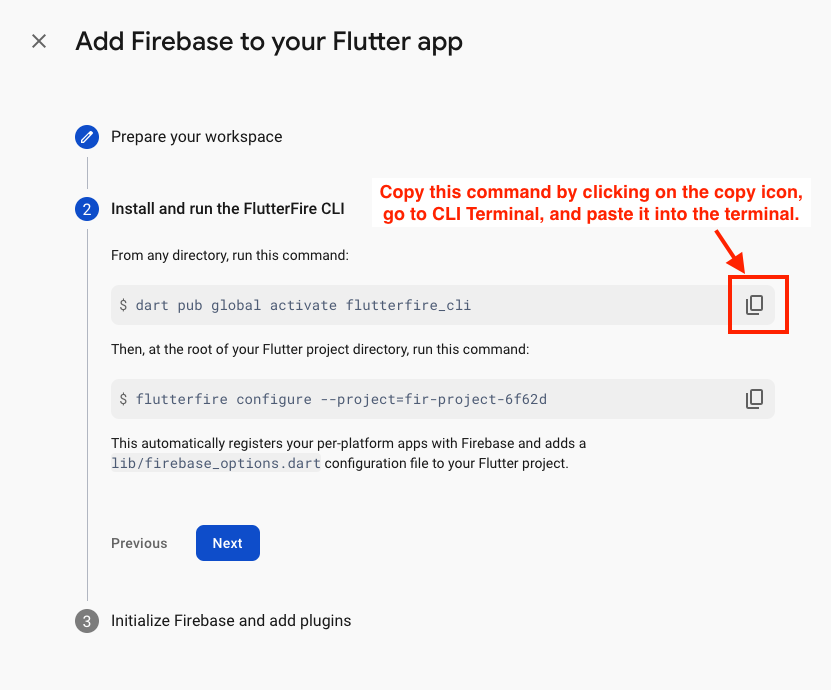 Add Firebase to your Flutter app
Prepare your workspace
2 Install and run the FlutterFire CLI
Copy this command by clicking on the copy icon,
go to CLI Terminal, and paste it into the terminal.
From any directory, run this command:
$ dart pub global activate flutterfire_cli
Then, at the root of your Flutter project directory, run this command:
$ flutterfire configure --project=fir-project-6f62d
This automatically registers your per-platform apps with Firebase and adds a
lib/firebase_options.dart configuration file to your Flutter project.
Previous Next
3 Initialize Firebase and add plugins